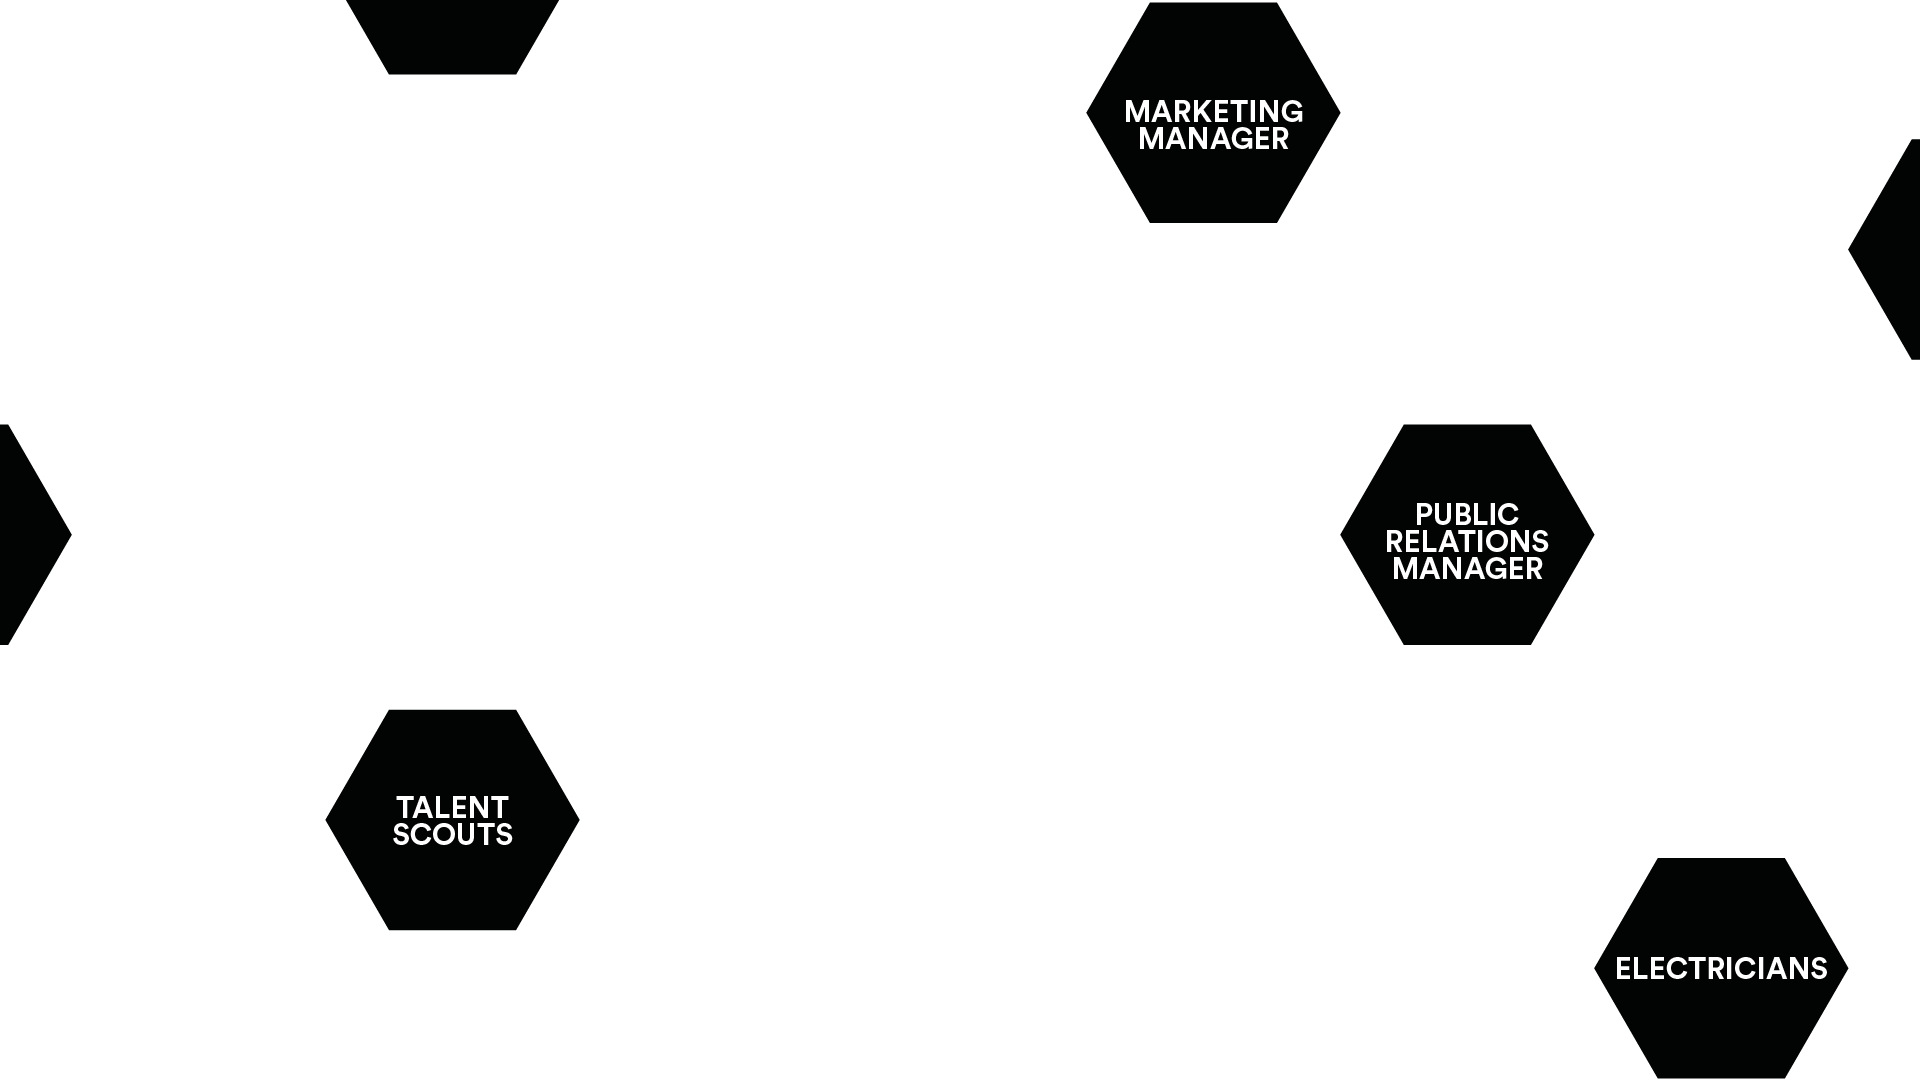 MARKETING
MANAGER
PUBLIC
RELATIONS
MANAGER
TALENT
SCOUTS
ELECTRICIANS